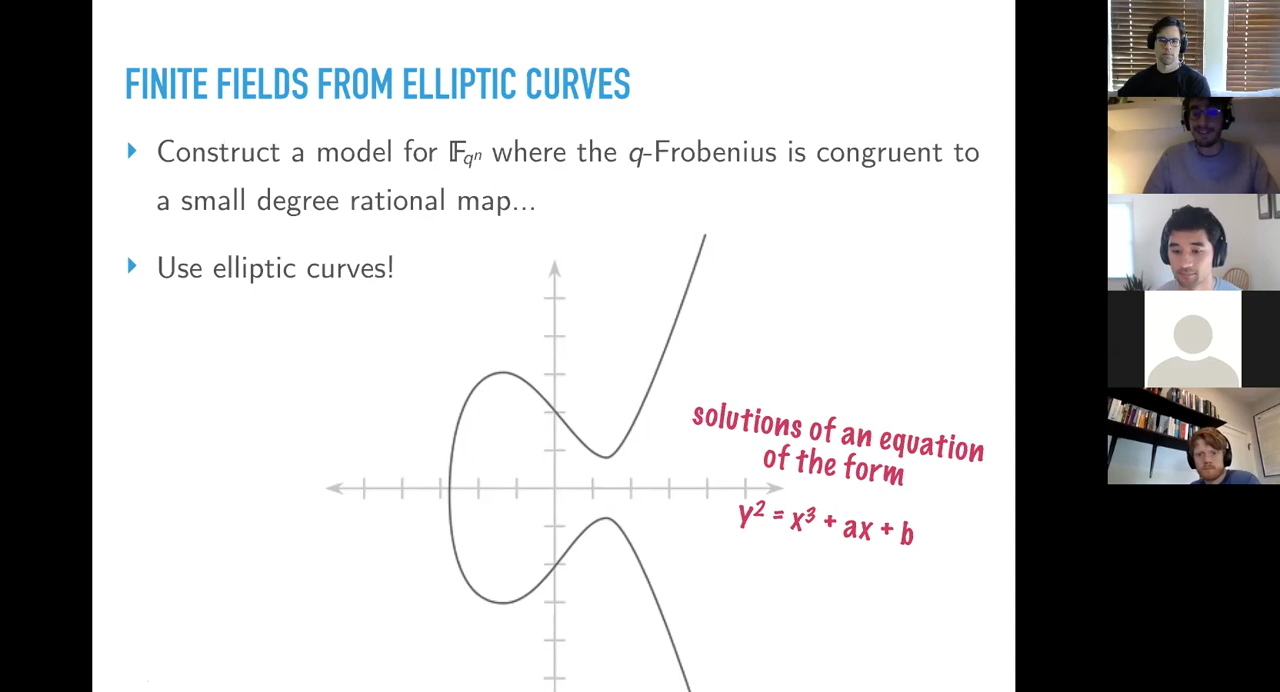 FINITE FIELDS FROM ELLIPTIC CURVES
Construct a model for 𝔽qⁿ where the q-Frobenius is congruent to
a small degree rational map...
Use elliptic curves!
solutions of an equation
of the form
y² = x³ + ax + b